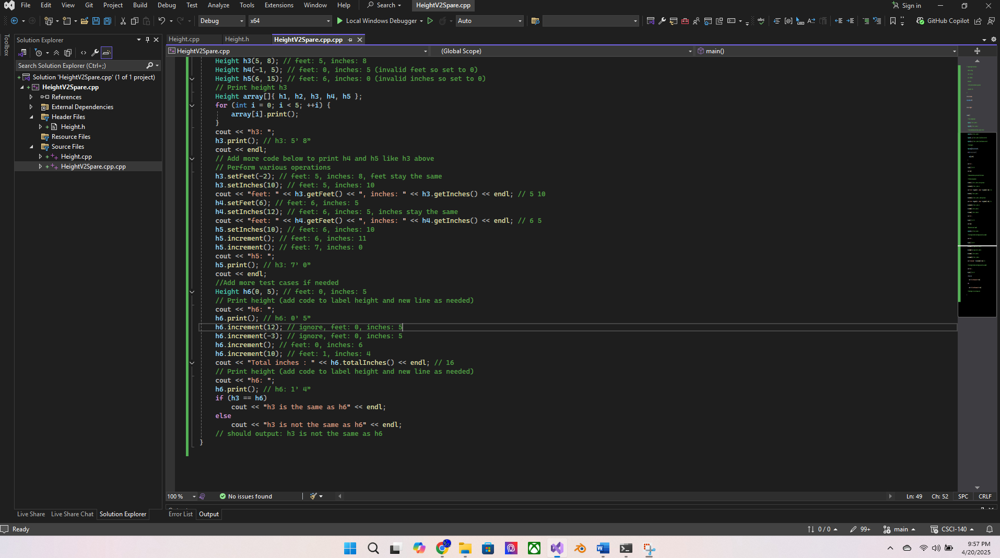 File Edit View Git Project Build Debug Test Analyze Tools Extensions Window Help Search HeightV2Spare.cpp Sign in
Debug x64 Local Windows Debugger Auto GitHub Copilot
Toolbox
Solution Explorer
Search Solution Explorer (Ctrl+;)
Solution 'HeightV2Spare.cpp' (1 of 1 project)
HeightV2Spare.cpp
References
External Dependencies
Header Files
Height.h
Resource Files
Source Files
Height.cpp
HeightV2Spare.cpp.cpp
Height.cpp Height.h HeightV2Spare.cpp.cpp
HeightV2Spare.cpp (Global Scope) main()
Height h3(5, 8); // feet: 5, inches: 8
Height h4(-1, 5); // feet: 0, inches: 5 (invalid feet so set to 0)
Height h5(6, 15); // feet: 6, inches: 0 (invalid inches so set to 0)
// Print height h3
Height array[]{ h1, h2, h3, h4, h5 };
for (int i = 0; i < 5; ++i) {
array[i].print();
}
cout << "h3: ";
h3.print(); // h3: 5’ 8”
cout << endl;
// Add more code below to print h4 and h5 like h3 above
// Perform various operations
h3.setFeet(-2); // feet: 5, inches: 8, feet stay the same
h3.setInches(10); // feet: 5, inches: 10
cout << "feet: " << h3.getFeet() << ", inches: " << h3.getInches() << endl; // 5 10
h4.setFeet(6); // feet: 6, inches: 5
h4.setInches(12); // feet: 6, inches: 5, inches stay the same
cout << "feet: " << h4.getFeet() << ", inches: " << h4.getInches() << endl; // 6 5
h5.setInches(10); // feet: 6, inches: 10
h5.increment(); // feet: 6, inches: 11
h5.increment(); // feet: 7, inches: 0
cout << "h5: ";
h5.print(); // h3: 7’ 0”
cout << endl;
//Add more test cases if needed
Height h6(0, 5); // feet: 0, inches: 5
// Print height (add code to label height and new line as needed)
cout << "h6: ";
h6.print(); // h6: 0’ 5”
h6.increment(12); // ignore, feet: 0, inches: 5
h6.increment(-3); // ignore, feet: 0, inches: 5
h6.increment(); // feet: 0, inches: 6
h6.increment(10); // feet: 1, inches: 4
cout << "Total inches : " << h6.totalInches() << endl; // 16
// Print height (add code to label height and new line as needed)
cout << "h6: ";
h6.print(); // h6: 1’ 4”
if (h3 == h6)
cout << "h3 is the same as h6" << endl;
else
cout << "h3 is not the same as h6" << endl;
// should output: h3 is not the same as h6
}
100 % No issues found Ln: 49 Ch: 52 SPC CRLF
Live Share Live Share Chat Solution Explorer Error List Output
Ready 0 / 0 99+ main CSCI-140
9:57 PM
4/20/2025